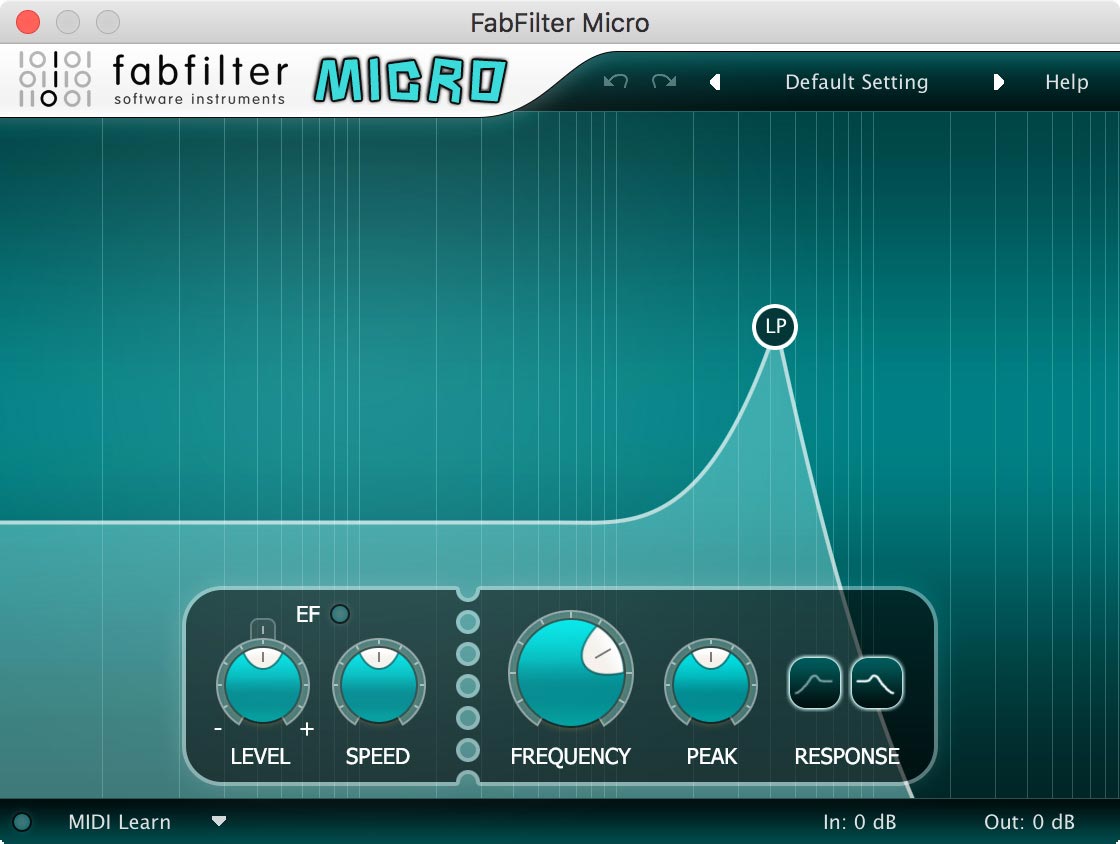 FabFilter Micro
fabfilter MICRO
software instruments
Default Setting
Help
LP
EF
- +
LEVEL SPEED FREQUENCY PEAK RESPONSE
MIDI Learn In: 0 dB Out: 0 dB